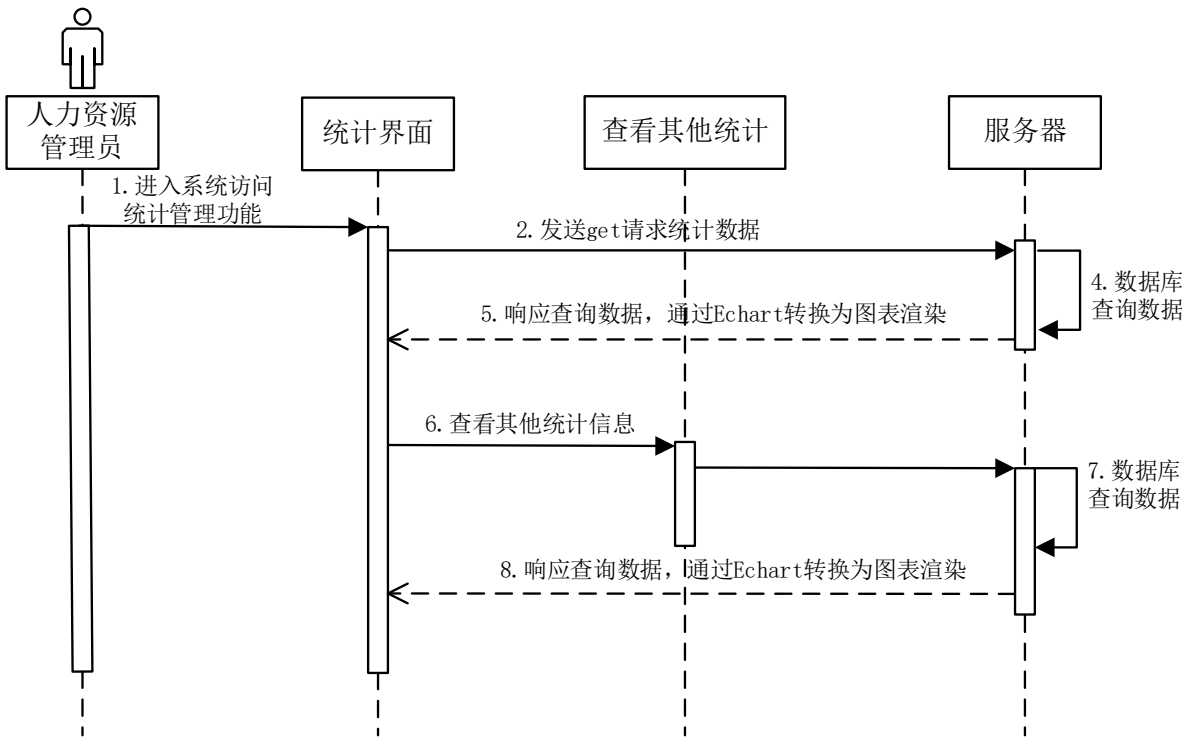 人力资源
管理员
统计界面
查看其他统计
服务器
1.进入系统访问
统计管理功能
2.发送get请求统计数据
4.数据库
查询数据
5.响应查询数据，通过Echart转换为图表渲染
6.查看其他统计信息
7.数据库
查询数据
8.响应查询数据，通过Echart转换为图表渲染